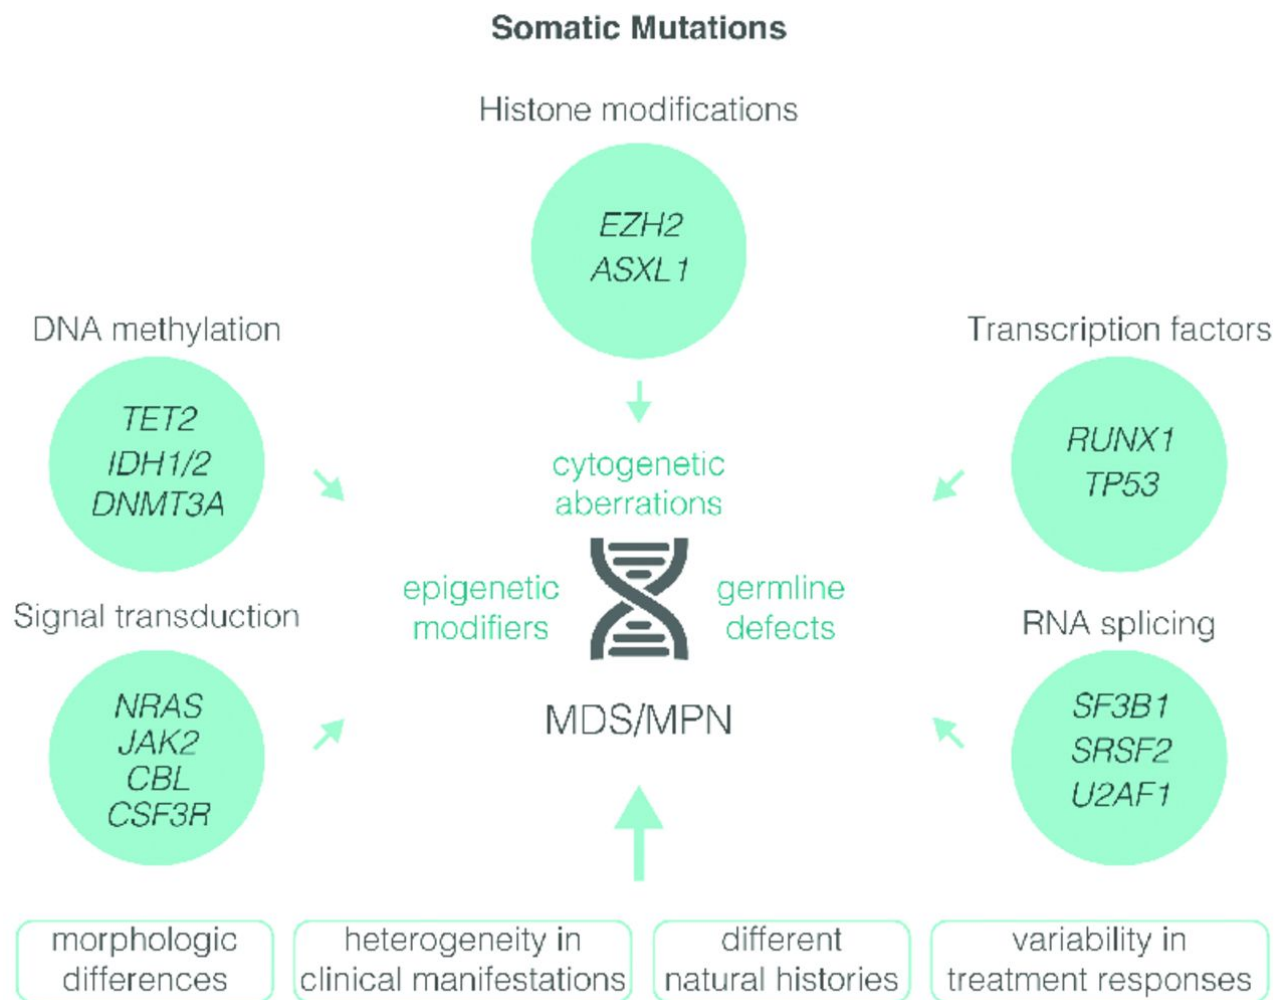 Somatic Mutations
Histone modifications
EZH2
ASXL1
DNA methylation
TET2
IDH1/2
DNMT3A
Transcription factors
RUNX1
TP53
cytogenetic
aberrations
epigenetic
modifiers
germline
defects
MDS/MPN
Signal transduction
NRAS
JAK2
CBL
CSF3R
RNA splicing
SF3B1
SRSF2
U2AF1
morphologic
differences
heterogeneity in
clinical manifestations
different
natural histories
variability in
treatment responses